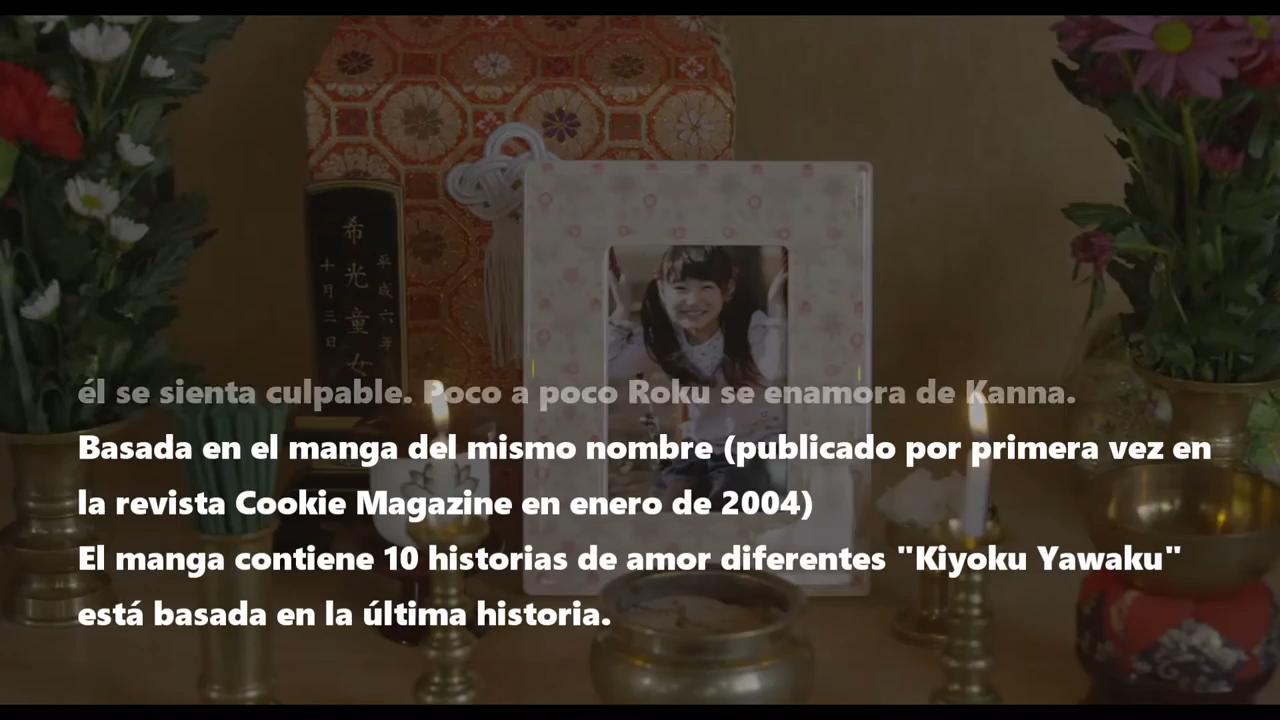 希光童女
平成六年
十月三日
él se sienta culpable. Poco a poco Roku se enamora de Kanna.
Basada en el manga del mismo nombre (publicado por primera vez en
la revista Cookie Magazine en enero de 2004)
El manga contiene 10 historias de amor diferentes "Kiyoku Yawaku"
está basada en la última historia.